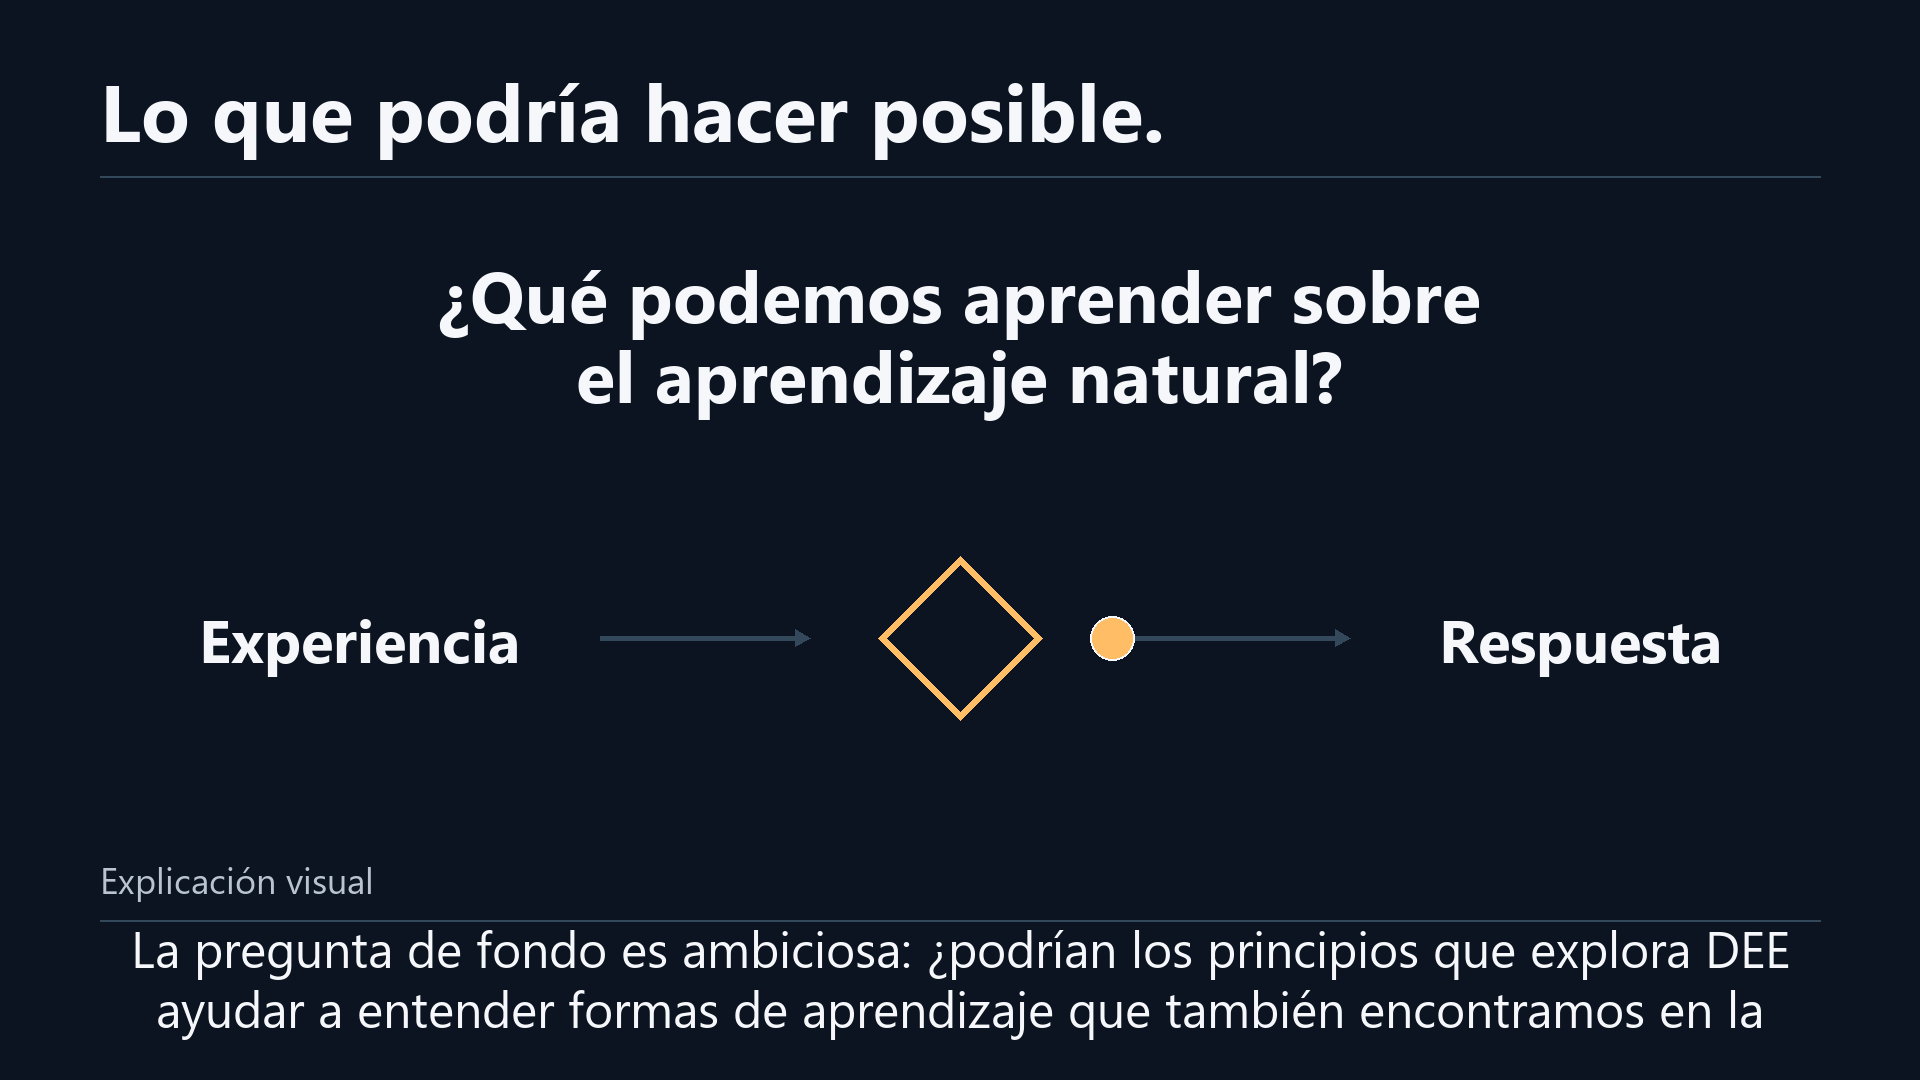 Lo que podría hacer posible.
¿Qué podemos aprender sobre
el aprendizaje natural?
Experiencia
Respuesta
Explicación visual
La pregunta de fondo es ambiciosa: ¿podrían los principios que explora DEE
ayudar a entender formas de aprendizaje que también encontramos en la